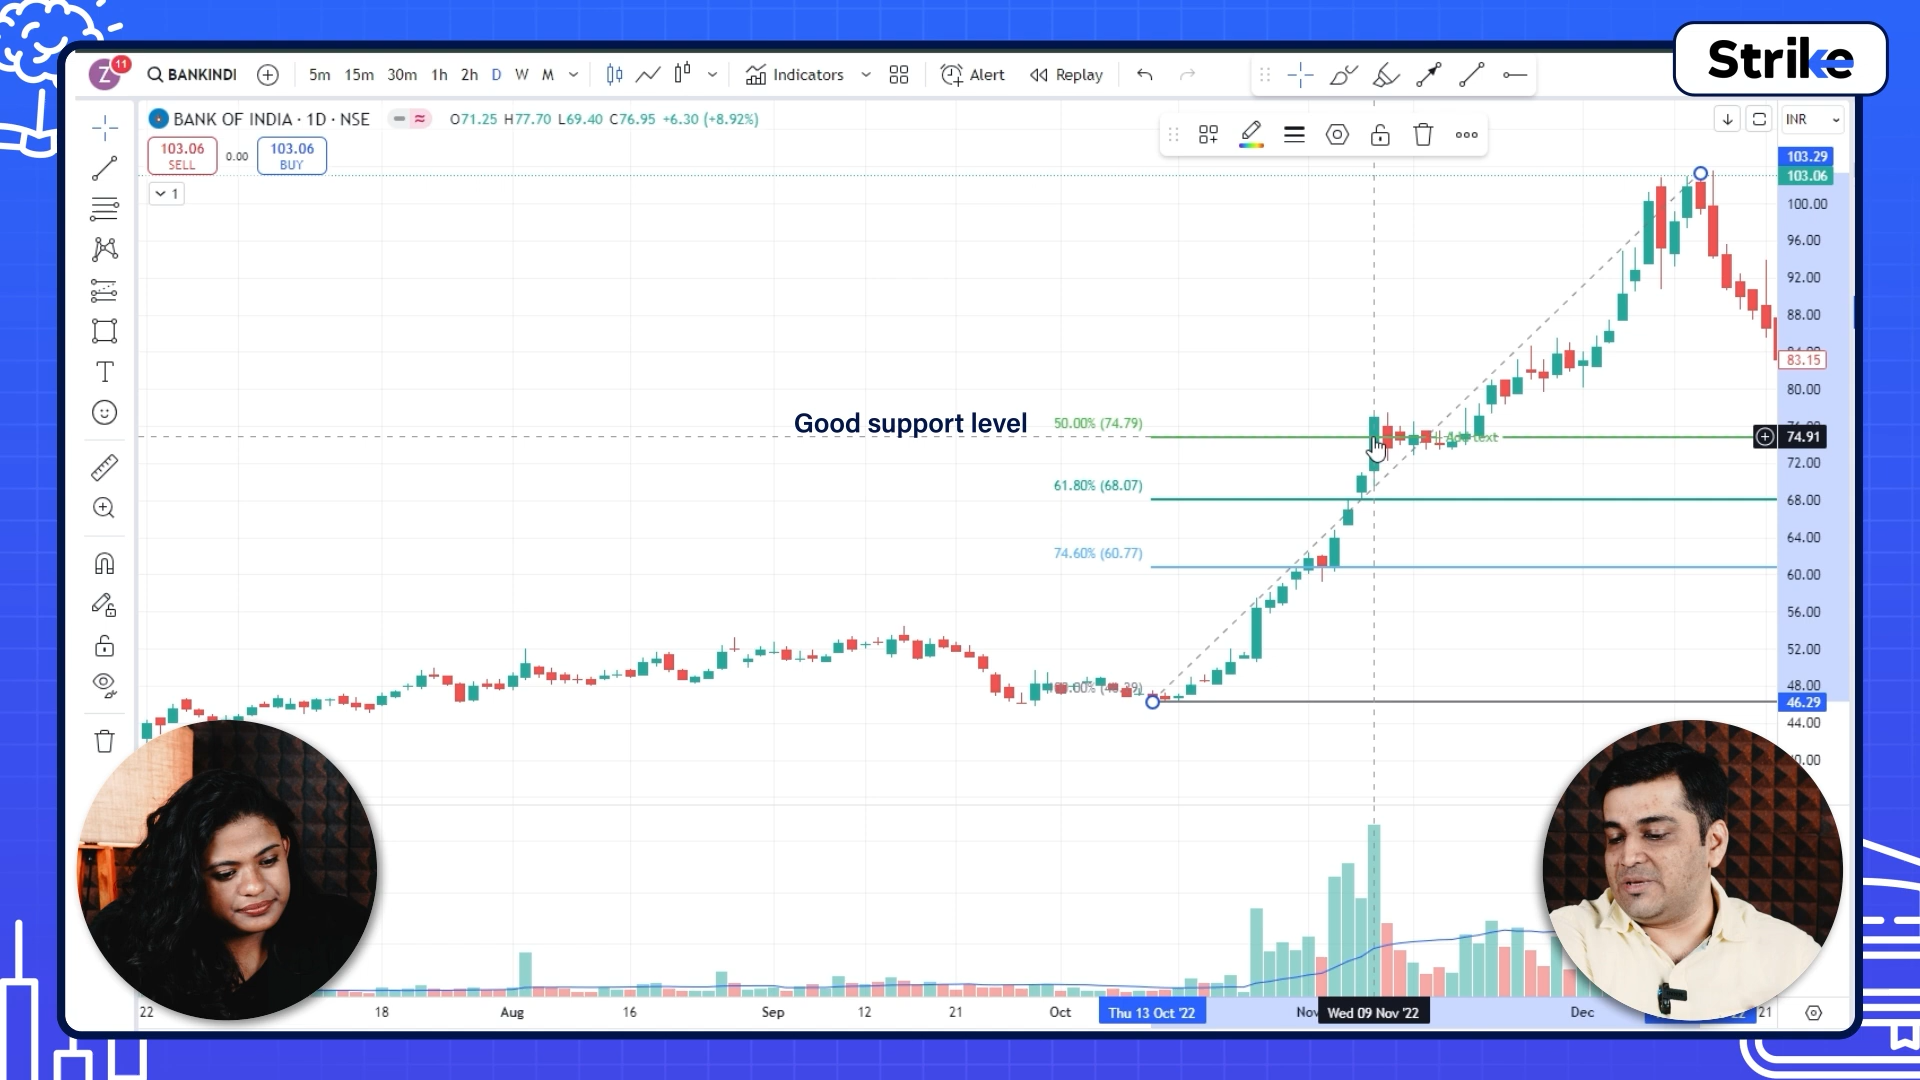 Strike
Z
11
BANKINDI
5m 15m 30m 1h 2h D W M
Indicators
Alert
Replay
BANK OF INDIA · 1D · NSE
O71.25 H77.70 L69.40 C76.95 +6.30 (+8.92%)
INR
103.06
SELL
0.00
103.06
BUY
1
103.29
103.06
100.00
96.00
92.00
88.00
83.15
80.00
Good support level
50.00% (74.79)
74.91
72.00
61.80% (68.07)
68.00
64.00
74.60% (60.77)
60.00
56.00
52.00
48.00
46.29
44.00
22 18 Aug 16 Sep 12 21 Oct Thu 13 Oct '22 Nov Wed 09 Nov '22 Dec 21